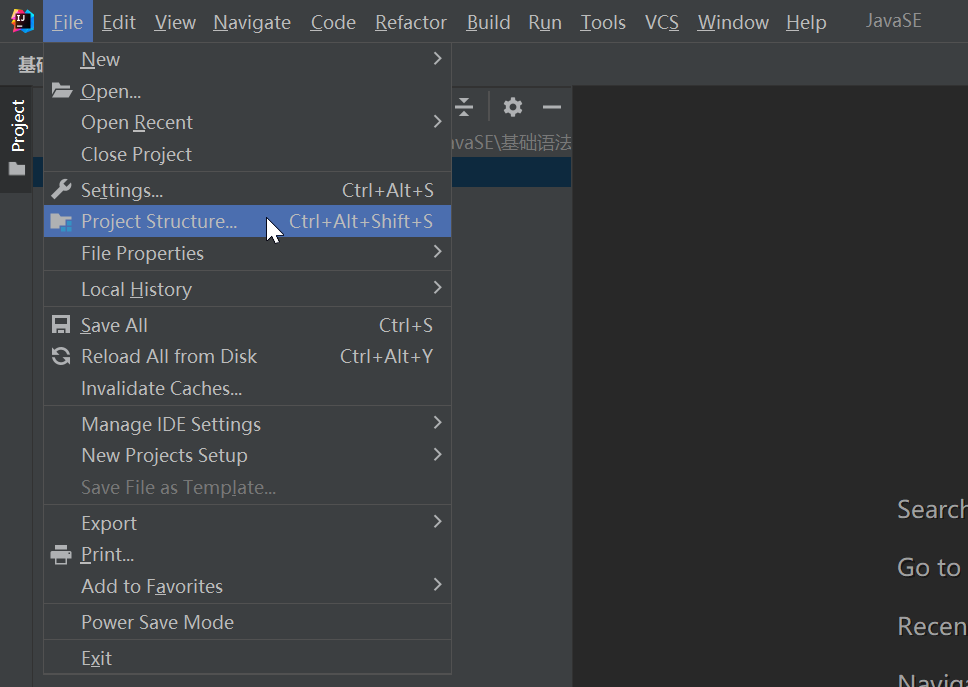 File Edit View Navigate Code Refactor Build Run Tools VCS Window Help JavaSE
基础
Project
New
Open...
Open Recent
Close Project
avaSE\基础语法
Settings... Ctrl+Alt+S
Project Structure... Ctrl+Alt+Shift+S
File Properties
Local History
Save All Ctrl+S
Reload All from Disk Ctrl+Alt+Y
Invalidate Caches...
Manage IDE Settings
New Projects Setup
Save File as Template...
Export
Print...
Add to Favorites
Power Save Mode
Exit
Search
Go to
Recen
Naviga